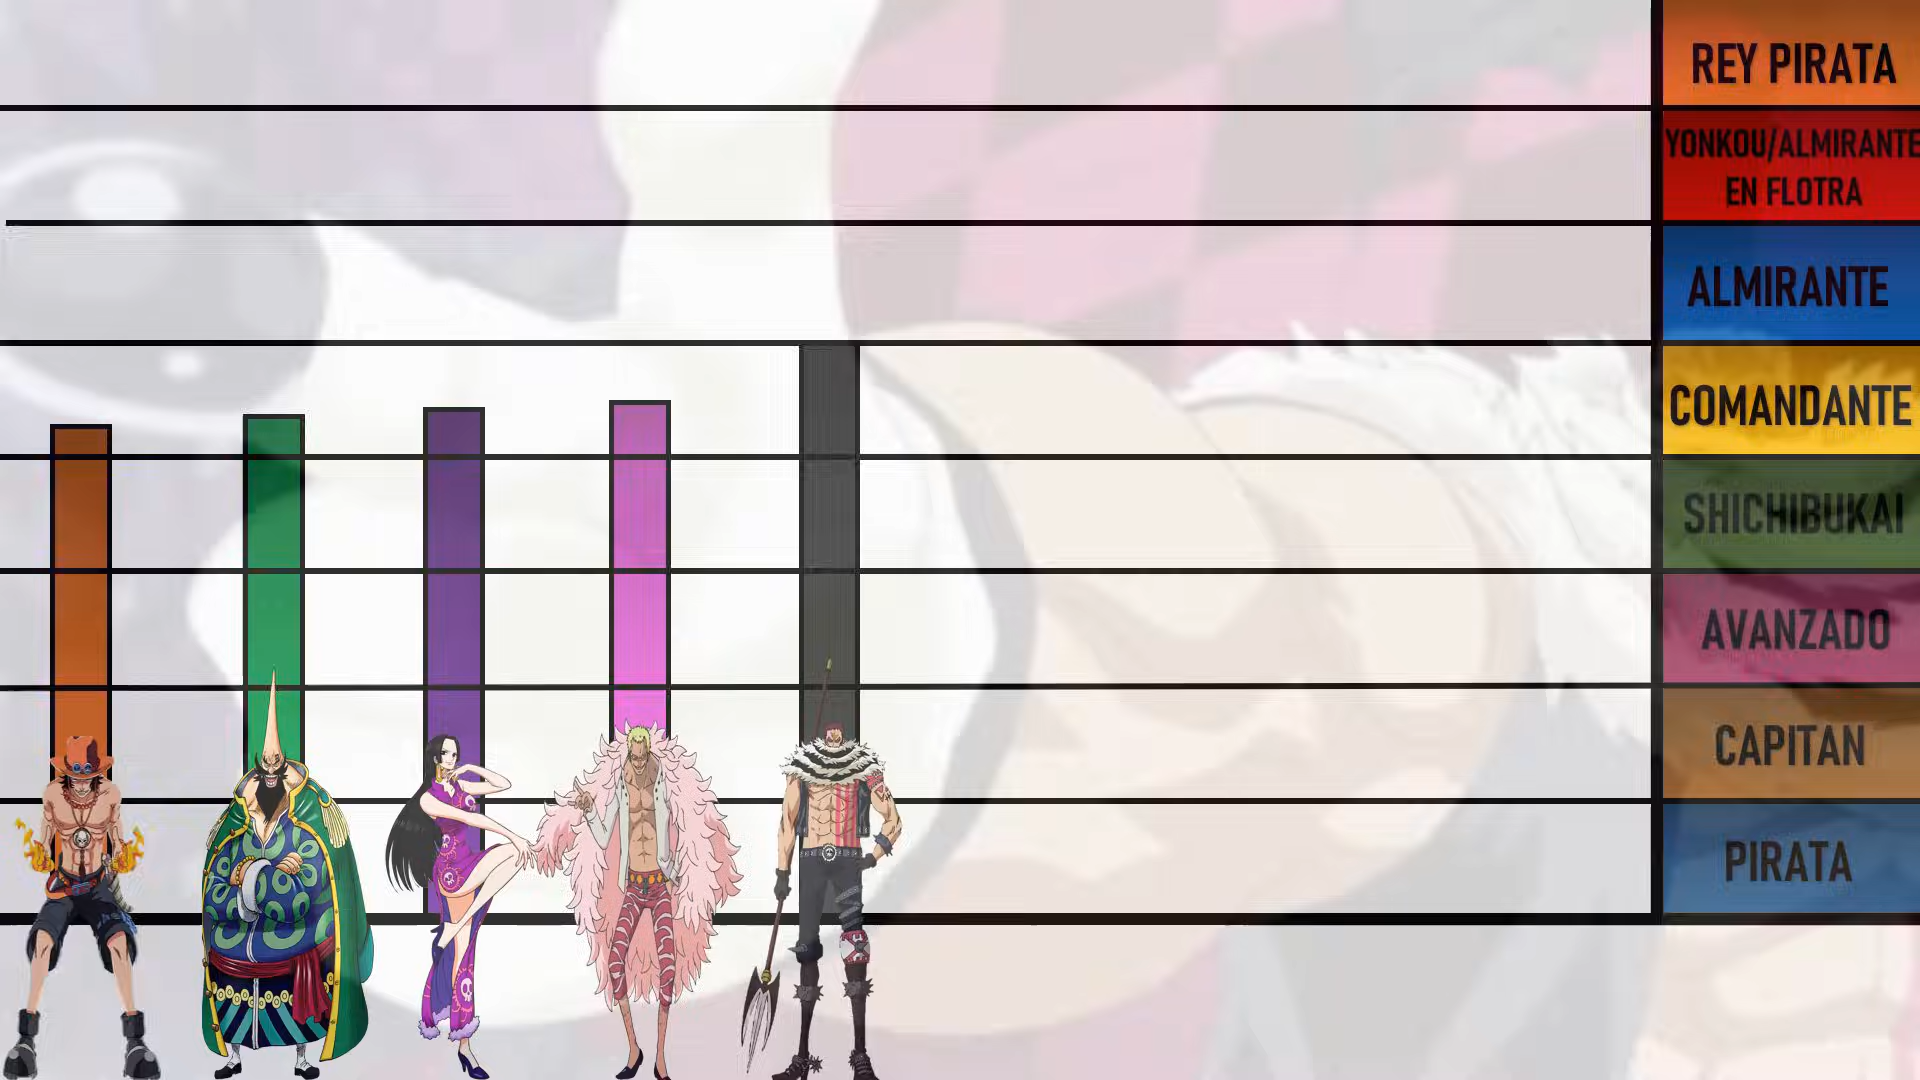 REY PIRATA
YONKOU/ALMIRANTE
EN FLOTRA
ALMIRANTE
COMANDANTE
SHICHIBUKAI
AVANZADO
CAPITAN
PIRATA